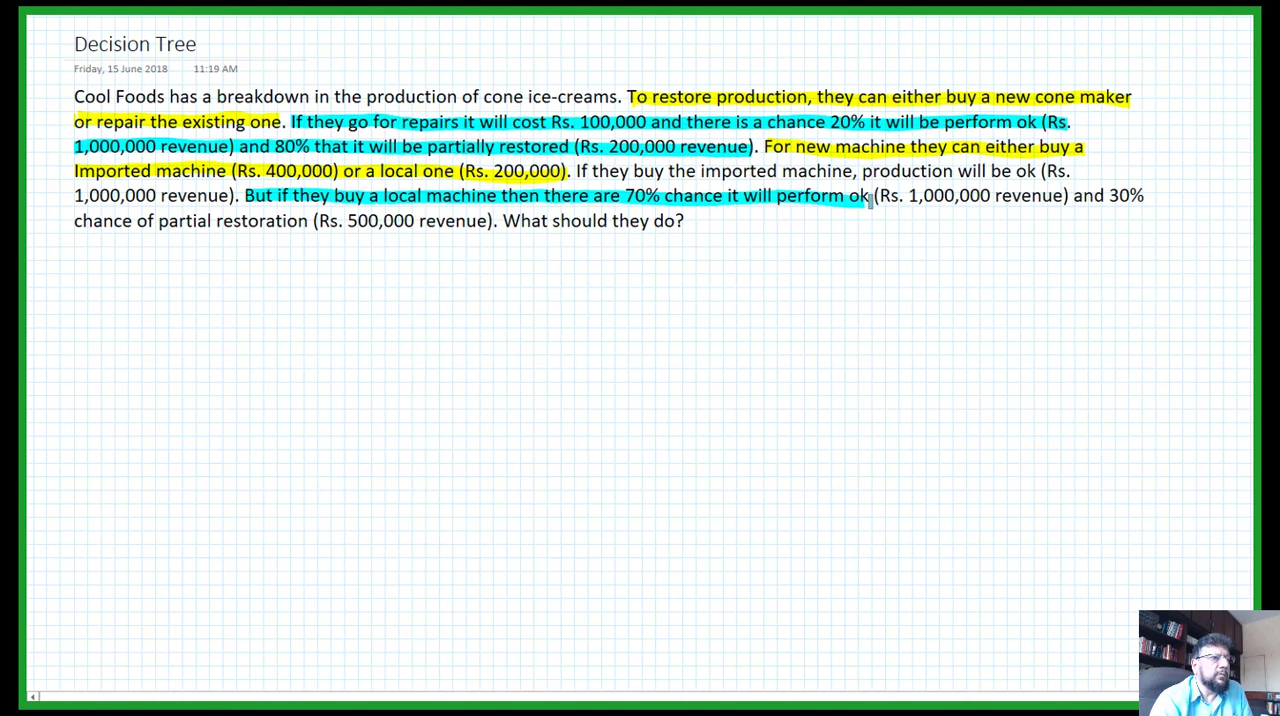 Decision Tree
Friday, 15 June 2018 11:19 AM
Cool Foods has a breakdown in the production of cone ice-creams. To restore production, they can either buy a new cone maker
or repair the existing one. If they go for repairs it will cost Rs. 100,000 and there is a chance 20% it will be perform ok (Rs.
1,000,000 revenue) and 80% that it will be partially restored (Rs. 200,000 revenue). For new machine they can either buy a
Imported machine (Rs. 400,000) or a local one (Rs. 200,000). If they buy the imported machine, production will be ok (Rs.
1,000,000 revenue). But if they buy a local machine then there are 70% chance it will perform ok (Rs. 1,000,000 revenue) and 30%
chance of partial restoration (Rs. 500,000 revenue). What should they do?